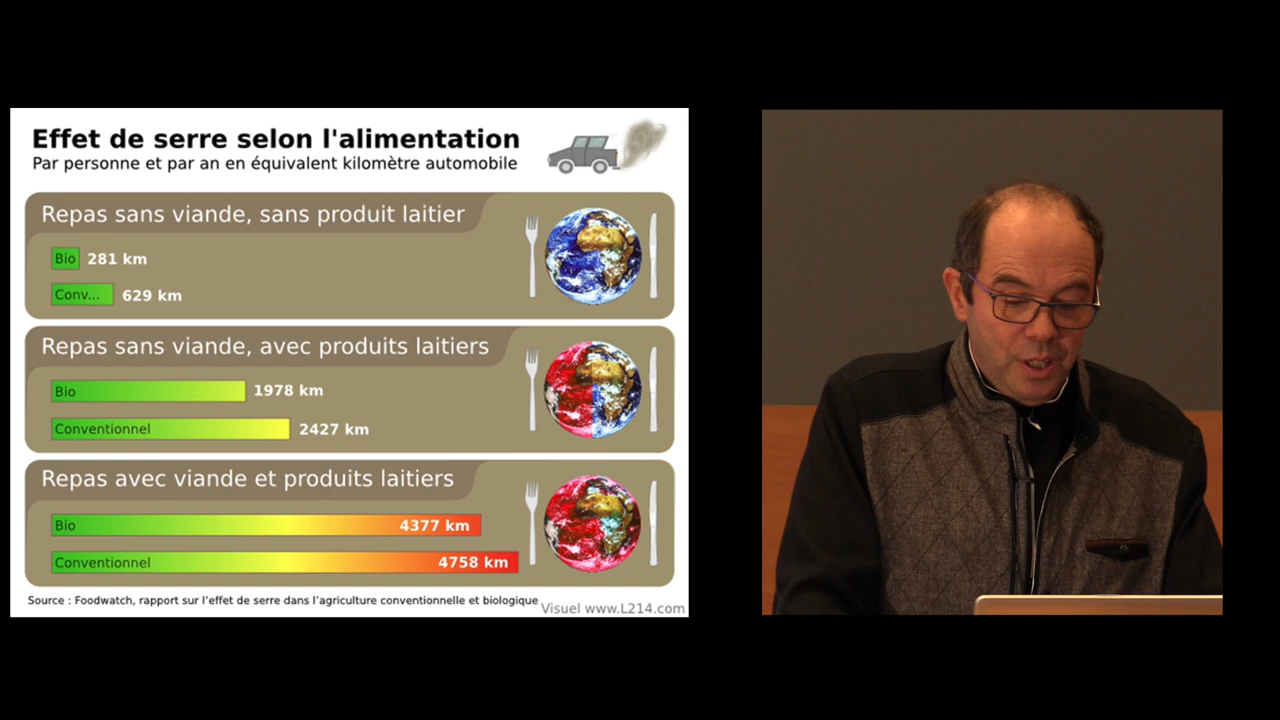 Effet de serre selon l'alimentation
Par personne et par an en équivalent kilomètre automobile
Repas sans viande, sans produit laitier
Bio 281 km
Conv... 629 km
Repas sans viande, avec produits laitiers
Bio 1978 km
Conventionnel 2427 km
Repas avec viande et produits laitiers
Bio 4377 km
Conventionnel 4758 km
Source : Foodwatch, rapport sur l’effet de serre dans l’agriculture conventionnelle et biologique
Visuel www.L214.com